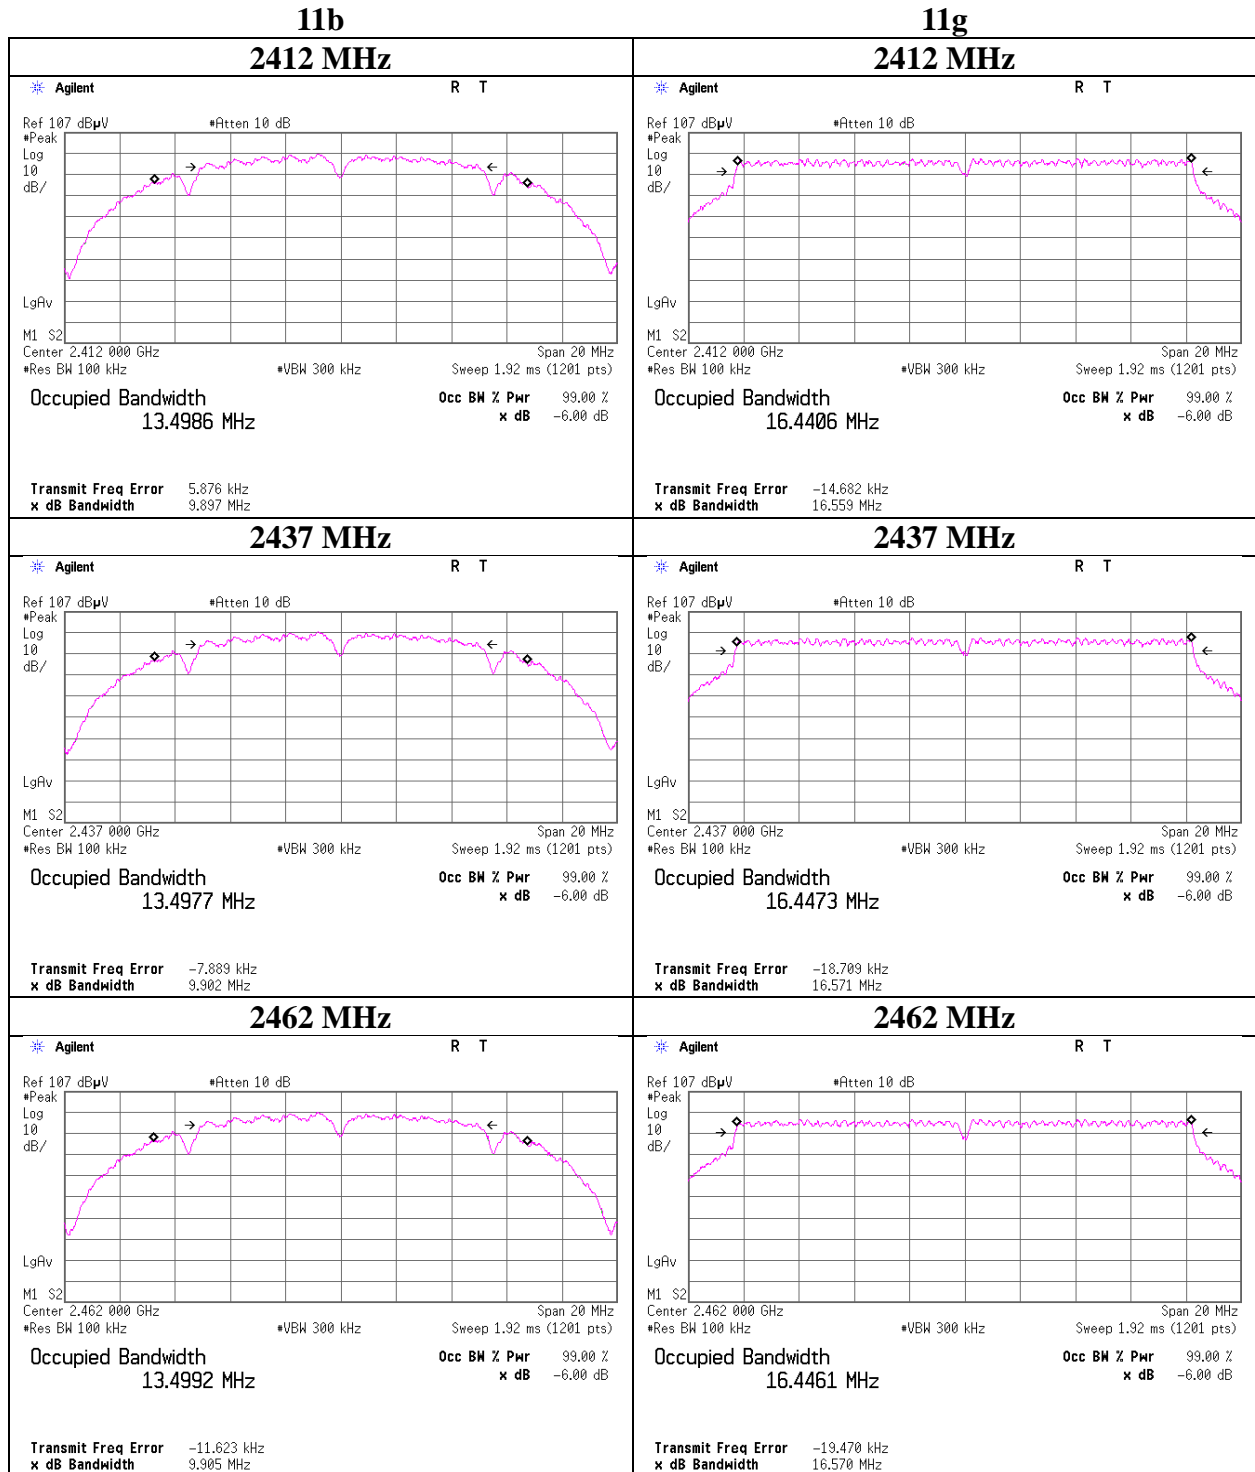 11b 11g
2412 MHz 2412 MHz
Agilent R T
Ref 107 dBµV #Atten 10 dB
#Peak
Log
10
dB/
LgAv
M1 S2
Center 2.412 000 GHz Span 20 MHz
#Res BW 100 kHz #VBW 300 kHz Sweep 1.92 ms (1201 pts)
Occupied Bandwidth Occ BW % Pwr 99.00 %
13.4986 MHz x dB -6.00 dB
Transmit Freq Error 5.876 kHz
x dB Bandwidth 9.897 MHz
Agilent R T
Ref 107 dBµV #Atten 10 dB
#Peak
Log
10
dB/
LgAv
M1 S2
Center 2.412 000 GHz Span 20 MHz
#Res BW 100 kHz #VBW 300 kHz Sweep 1.92 ms (1201 pts)
Occupied Bandwidth Occ BW % Pwr 99.00 %
16.4406 MHz x dB -6.00 dB
Transmit Freq Error -14.682 kHz
x dB Bandwidth 16.559 MHz
2437 MHz 2437 MHz
Agilent R T
Ref 107 dBµV #Atten 10 dB
#Peak
Log
10
dB/
LgAv
M1 S2
Center 2.437 000 GHz Span 20 MHz
#Res BW 100 kHz #VBW 300 kHz Sweep 1.92 ms (1201 pts)
Occupied Bandwidth Occ BW % Pwr 99.00 %
13.4977 MHz x dB -6.00 dB
Transmit Freq Error -7.889 kHz
x dB Bandwidth 9.902 MHz
Agilent R T
Ref 107 dBµV #Atten 10 dB
#Peak
Log
10
dB/
LgAv
M1 S2
Center 2.437 000 GHz Span 20 MHz
#Res BW 100 kHz #VBW 300 kHz Sweep 1.92 ms (1201 pts)
Occupied Bandwidth Occ BW % Pwr 99.00 %
16.4473 MHz x dB -6.00 dB
Transmit Freq Error -18.709 kHz
x dB Bandwidth 16.571 MHz
2462 MHz 2462 MHz
Agilent R T
Ref 107 dBµV #Atten 10 dB
#Peak
Log
10
dB/
LgAv
M1 S2
Center 2.462 000 GHz Span 20 MHz
#Res BW 100 kHz #VBW 300 kHz Sweep 1.92 ms (1201 pts)
Occupied Bandwidth Occ BW % Pwr 99.00 %
13.4992 MHz x dB -6.00 dB
Transmit Freq Error -11.623 kHz
x dB Bandwidth 9.905 MHz
Agilent R T
Ref 107 dBµV #Atten 10 dB
#Peak
Log
10
dB/
LgAv
M1 S2
Center 2.462 000 GHz Span 20 MHz
#Res BW 100 kHz #VBW 300 kHz Sweep 1.92 ms (1201 pts)
Occupied Bandwidth Occ BW % Pwr 99.00 %
16.4461 MHz x dB -6.00 dB
Transmit Freq Error -19.470 kHz
x dB Bandwidth 16.570 MHz